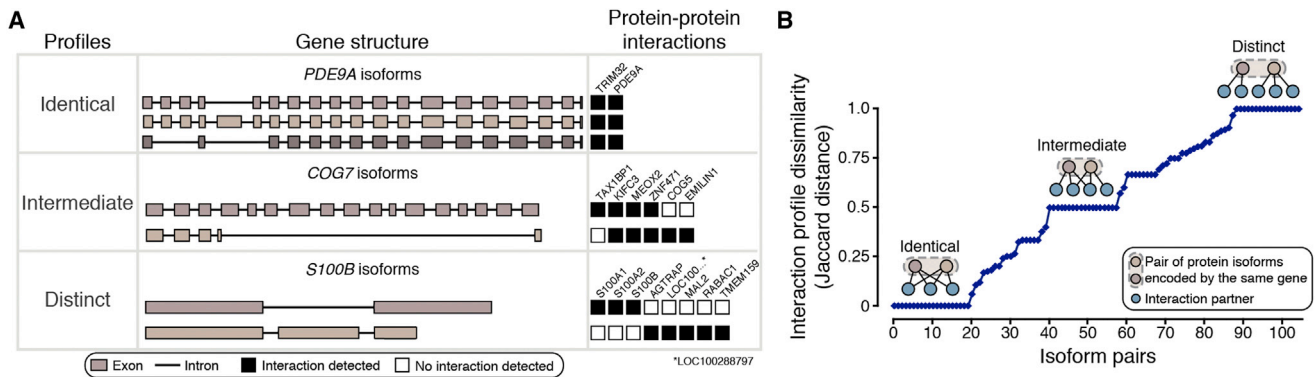 A
Profiles
Gene structure
Protein-protein
interactions
Identical
PDE9A isoforms
TRIM32
PDE9A
Intermediate
COG7 isoforms
TAX1BP1
KIFC3
MEOX2
ZNF471
COG5
EMILIN1
Distinct
S100B isoforms
S100A1
S100A2
S100B
AGTRAP
LOC100...*
MAL2
RABAC1
TMEM159
*LOC100288797
Exon
Intron
Interaction detected
No interaction detected
B
Interaction profile dissimilarity
(Jaccard distance)
1.0
0.75
0.5
0.25
0
0 10 20 30 40 50 60 70 80 90 100
Isoform pairs
Identical
Intermediate
Distinct
Pair of protein isoforms
encoded by the same gene
Interaction partner